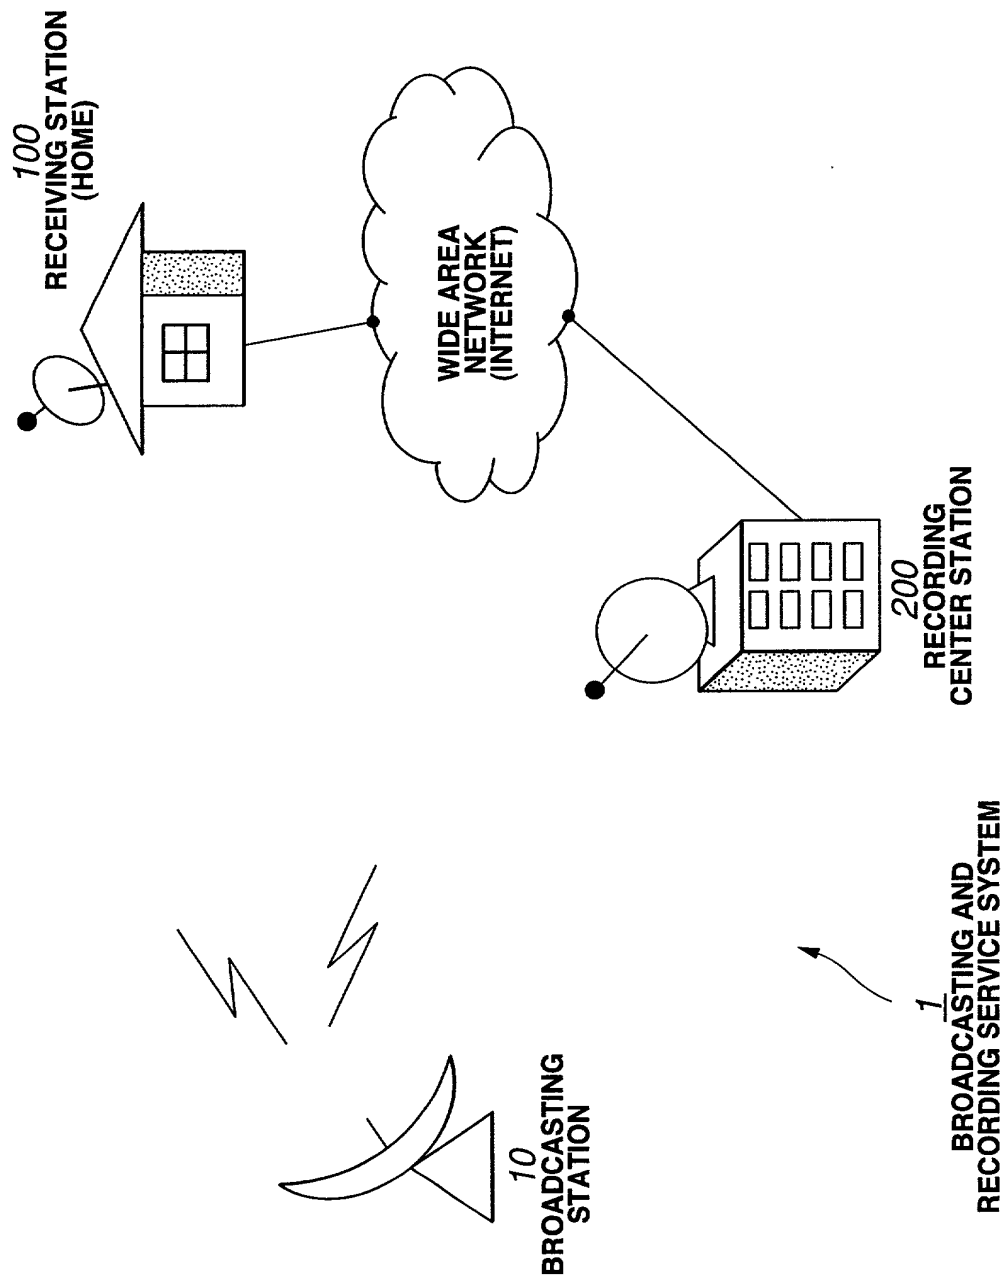 100
RECEIVING STATION
(HOME)
WIDE AREA
NETWORK
(INTERNET)
10
BROADCASTING
STATION
200
RECORDING
CENTER STATION
1
BROADCASTING AND
RECORDING SERVICE SYSTEM